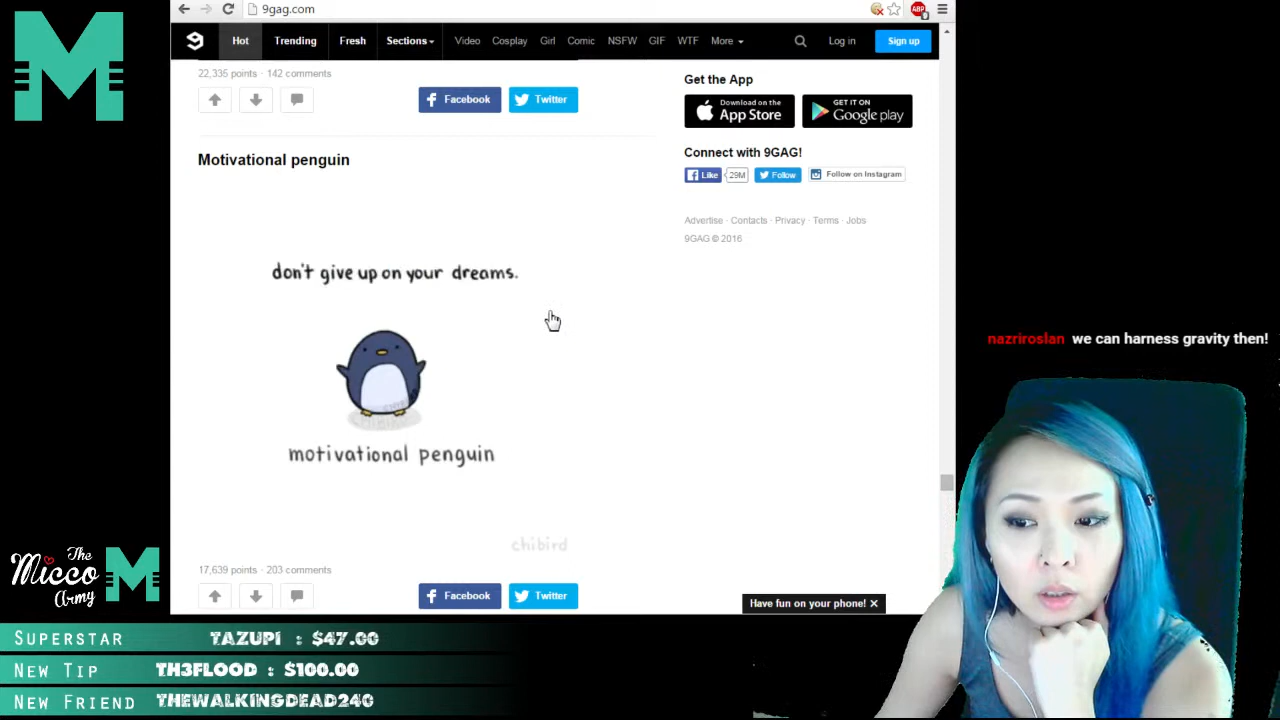 9gag.com
ABP
Hot Trending Fresh Sections Video Cosplay Girl Comic NSFW GIF WTF More Log in Sign up
22,335 points · 142 comments
Facebook Twitter
Motivational penguin
don't give up on your dreams.
motivational penguin
chibird
17,639 points · 203 comments
Facebook Twitter
Get the App
Download on the
App Store
GET IT ON
Google play
Connect with 9GAG!
Like 29M Follow Follow on Instagram
Advertise · Contacts · Privacy · Terms · Jobs
9GAG © 2016
Have fun on your phone! ×
nazriroslan we can harness gravity then!
M
The
Micco
Army
M
Superstar TAZUPI : $47.00
New Tip TH3FLOOD : $100.00
New Friend THEWALKINGDEAD240